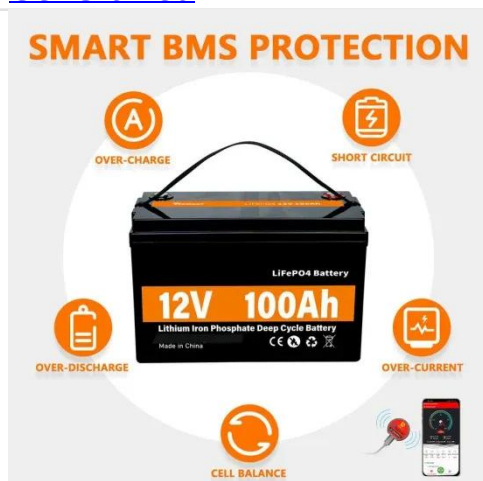 SMART BMS PROTECTION
OVER-CHARGE
SHORT CIRCUIT
LiFePO4 Battery
12V 100Ah
Lithium Iron Phosphate Deep Cycle Battery
Made in China
CE
OVER-DISCHARGE
OVER-CURRENT
CELL BALANCE